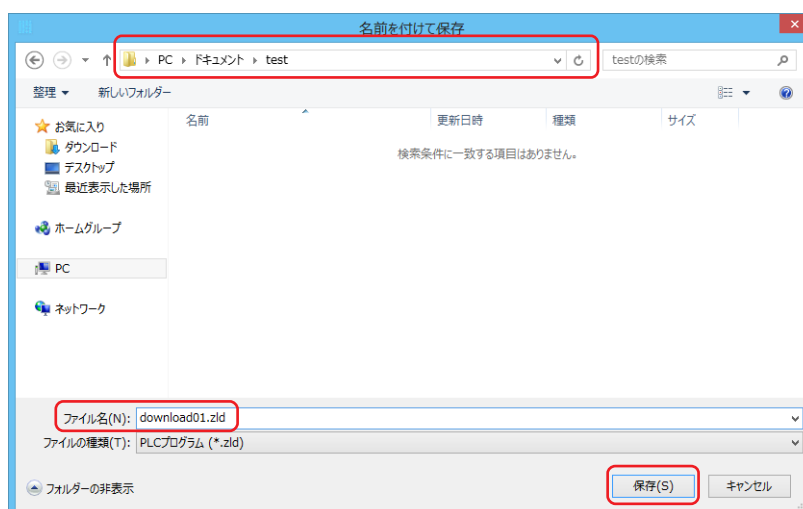 名前を付けて保存
PC ドキュメント test
testの検索
整理 新しいフォルダー
名前 更新日時 種類 サイズ
検索条件に一致する項目はありません。
お気に入り
ダウンロード
デスクトップ
最近表示した場所
ホームグループ
PC
ネットワーク
ファイル名(N): download01.zld
ファイルの種類(T): PLCプログラム (*.zld)
フォルダーの非表示
保存(S) キャンセル